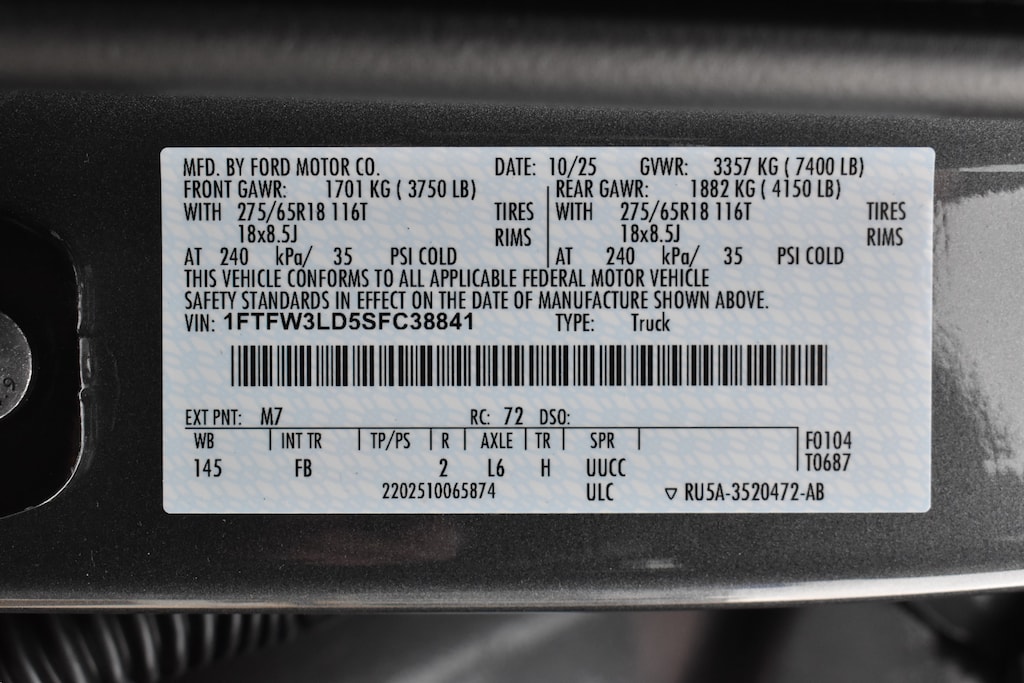 MFD. BY FORD MOTOR CO. DATE: 10/25 GVWR: 3357 KG ( 7400 LB)
FRONT GAWR: 1701 KG ( 3750 LB) REAR GAWR: 1882 KG ( 4150 LB)
WITH 275/65R18 116T TIRES WITH 275/65R18 116T TIRES
18x8.5J RIMS 18x8.5J RIMS
AT 240 kPa/ 35 PSI COLD AT 240 kPa/ 35 PSI COLD
THIS VEHICLE CONFORMS TO ALL APPLICABLE FEDERAL MOTOR VEHICLE
SAFETY STANDARDS IN EFFECT ON THE DATE OF MANUFACTURE SHOWN ABOVE.
VIN: 1FTFW3LD5SFC38841 TYPE: Truck
EXT PNT: M7 RC: 72 DSO:
WB INT TR TP/PS R AXLE TR SPR F0104
145 FB 2 L6 H UUCC T0687
2202510065874 ULC ▽ RU5A-3520472-AB